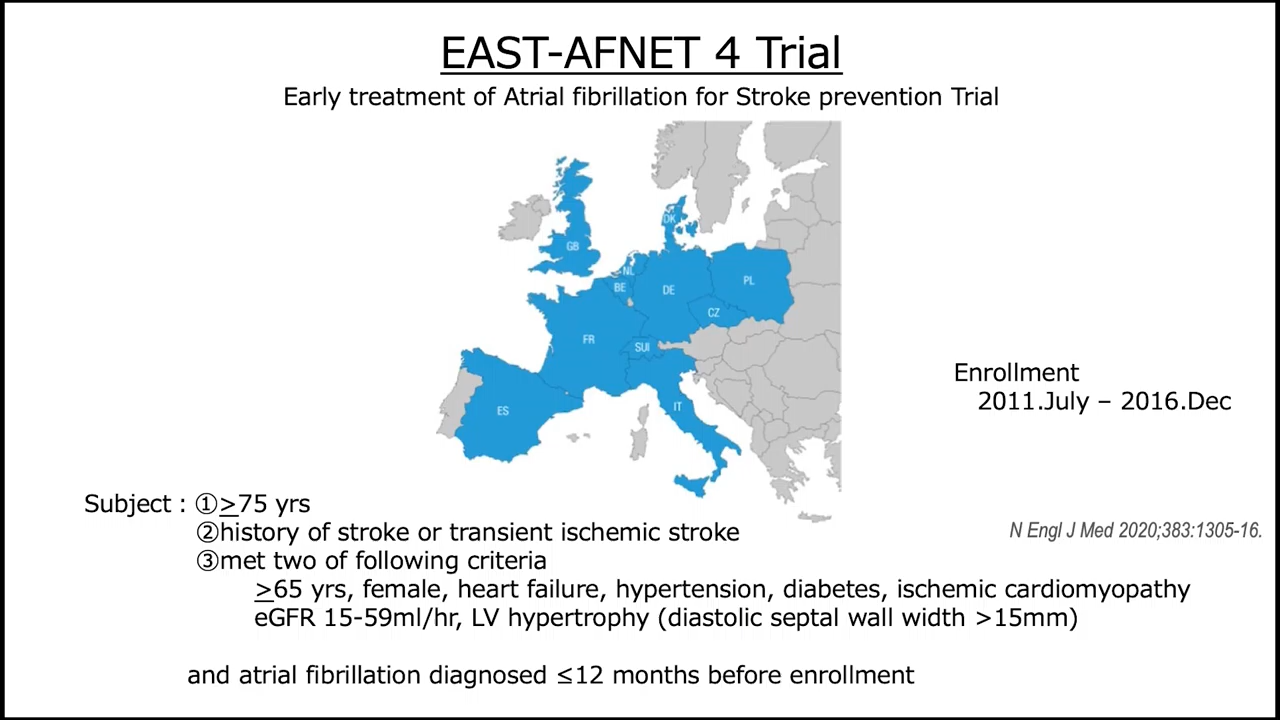 EAST-AFNET 4 Trial
Early treatment of Atrial fibrillation for Stroke prevention Trial
DK
GB
NL
BE
DE
PL
CZ
FR
SUI
ES
IT
Enrollment
2011.July – 2016.Dec
Subject : ①≥75 yrs
②history of stroke or transient ischemic stroke
③met two of following criteria
≥65 yrs, female, heart failure, hypertension, diabetes, ischemic cardiomyopathy
eGFR 15-59ml/hr, LV hypertrophy (diastolic septal wall width >15mm)
and atrial fibrillation diagnosed ≤12 months before enrollment
N Engl J Med 2020;383:1305-16.